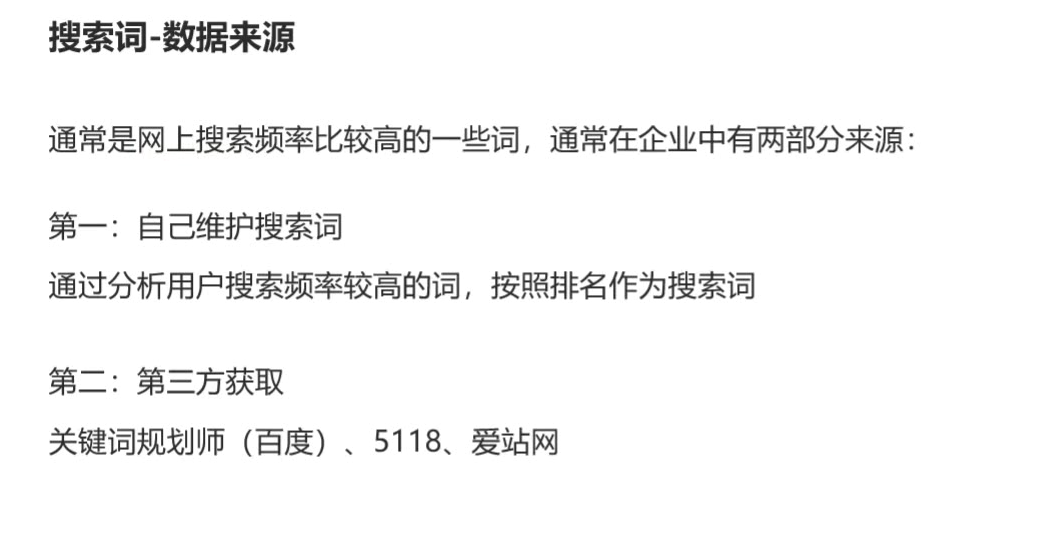 搜索词-数据来源
通常是网上搜索频率比较高的一些词，通常在企业中有两部分来源：
第一：自己维护搜索词
通过分析用户搜索频率较高的词，按照排名作为搜索词
第二：第三方获取
关键词规划师（百度）、5118、爱站网